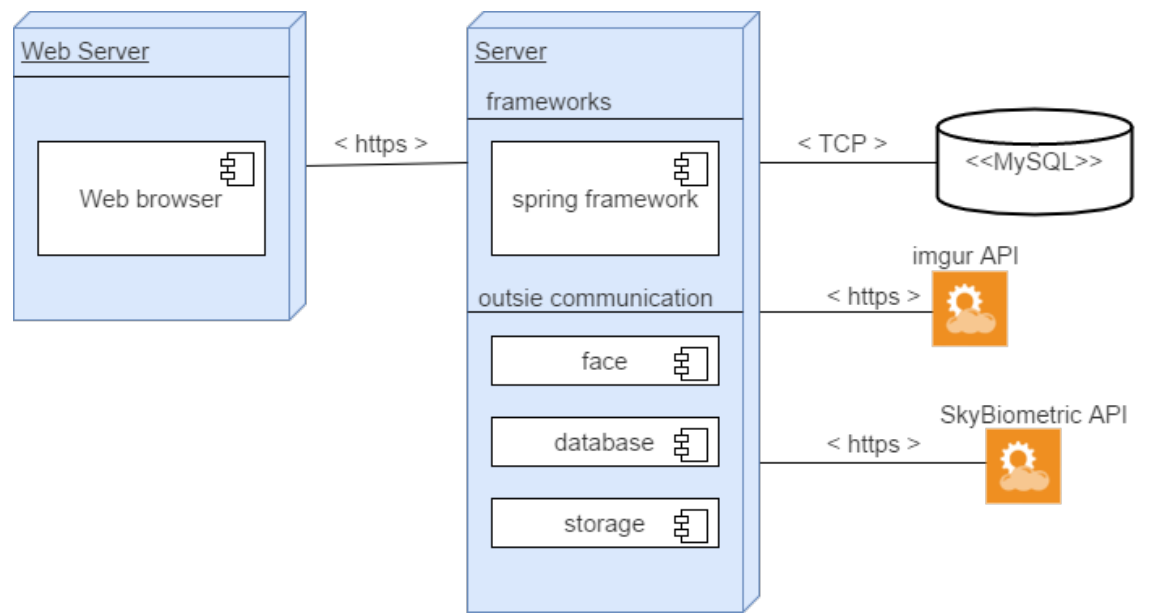 Web Server
Web browser
< https >
Server
frameworks
spring framework
outsie communication
face
database
storage
< TCP >
<<MySQL>>
imgur API
< https >
SkyBiometric API
< https >